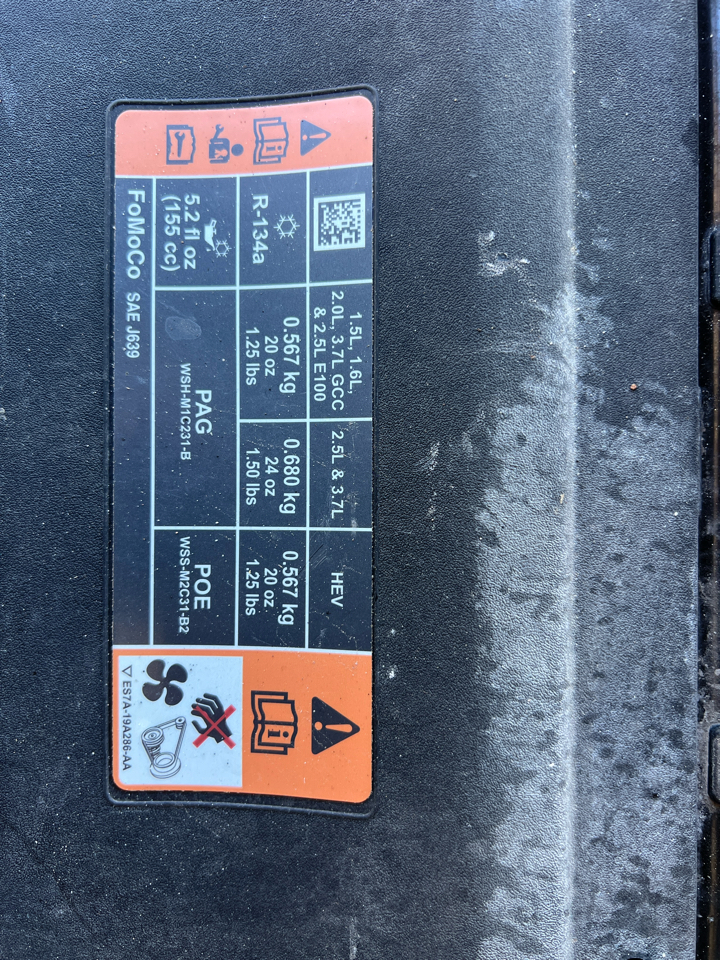 1.5L, 1.6L,
2.0L, 3.7L GCC
& 2.5L E100
2.5L & 3.7L
HEV
R-134a
0.567 kg
20 oz
1.25 lbs
0.680 kg
24 oz
1.50 lbs
0.567 kg
20 oz
1.25 lbs
5.2 fl oz
(155 cc)
PAG
WSH-M1C231-B
POE
WSS-M2C31-B2
FoMoCo SAE J639
ES7A-19A286-AA